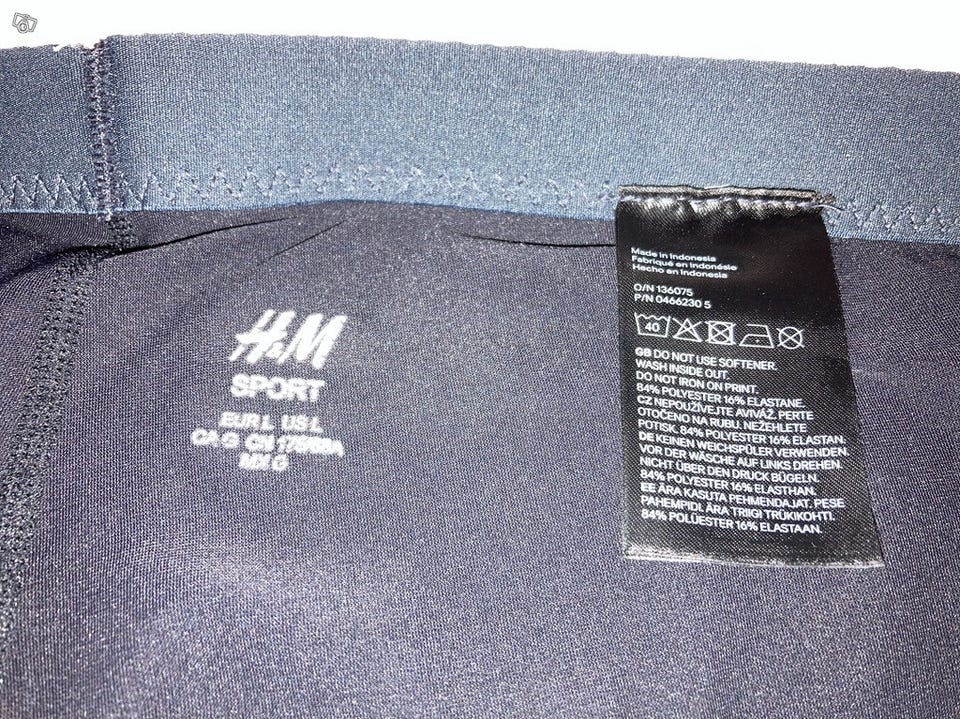 H&M
SPORT
EUR L US L
CA G CN
MX G
Made in Indonesia
Fabriqué en Indonésie
Hecho en Indonesia
O/N 136075
P/N 0466230 5
40
GB DO NOT USE SOFTENER.
WASH INSIDE OUT.
DO NOT IRON ON PRINT.
84% POLYESTER 16% ELASTANE.
CZ NEPOUŽÍVEJTE AVIVÁŽ. PERTE
OTOČENO NA RUBU. NEŽEHLETE
POTISK. 84% POLYESTER 16% ELASTAN.
DE KEINEN WEICHSPÜLER VERWENDEN.
VOR DER WÄSCHE AUF LINKS DREHEN.
NICHT ÜBER DEN DRUCK BÜGELN.
84% POLYESTER 16% ELASTHAN.
EE ÄRA KASUTA PEHMENDAJAT. PESE
PAHEMPIDI. ÄRA TRIIGI TRÜKIKOHTI.
84% POLÜESTER 16% ELASTAAN.